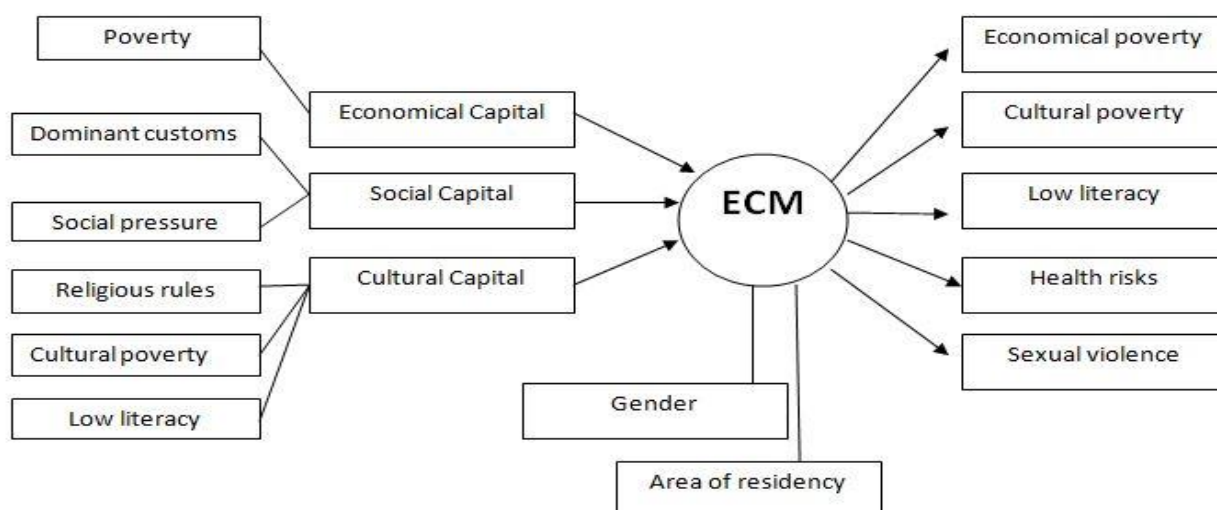 Poverty
Dominant customs
Social pressure
Religious rules
Cultural poverty
Low literacy
Economical Capital
Social Capital
Cultural Capital
ECM
Gender
Area of residency
Economical poverty
Cultural poverty
Low literacy
Health risks
Sexual violence